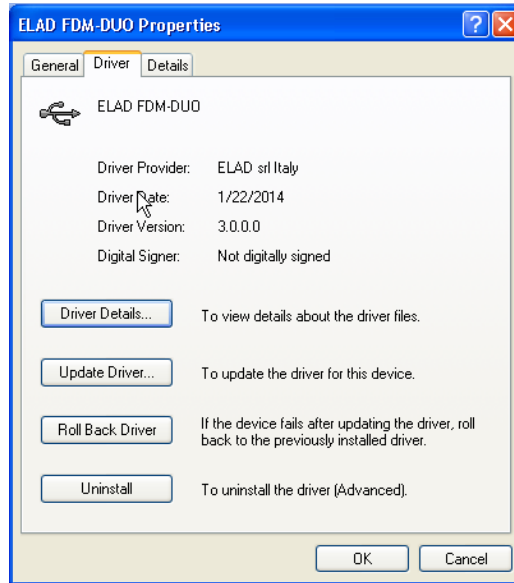 ELAD FDM-DUO Properties
General Driver Details
ELAD FDM-DUO
Driver Provider: ELAD srl Italy
Driver Date: 1/22/2014
Driver Version: 3.0.0.0
Digital Signer: Not digitally signed
Driver Details... To view details about the driver files.
Update Driver... To update the driver for this device.
Roll Back Driver If the device fails after updating the driver, roll
back to the previously installed driver.
Uninstall To uninstall the driver (Advanced).
OK Cancel